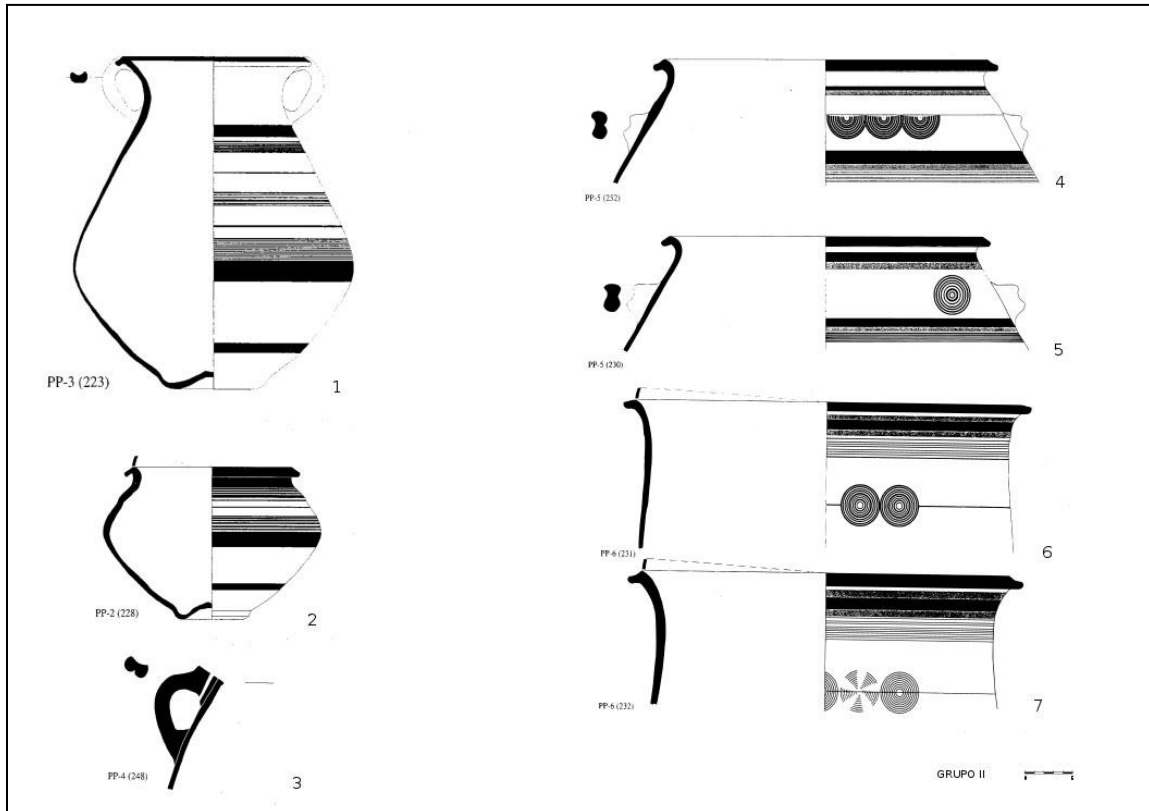 PP-3 (223)
1
PP-2 (228)
2
PP-4 (248)
3
PP-5 (252)
4
PP-5 (230)
5
PP-6 (231)
6
PP-6 (232)
7
GRUPO II